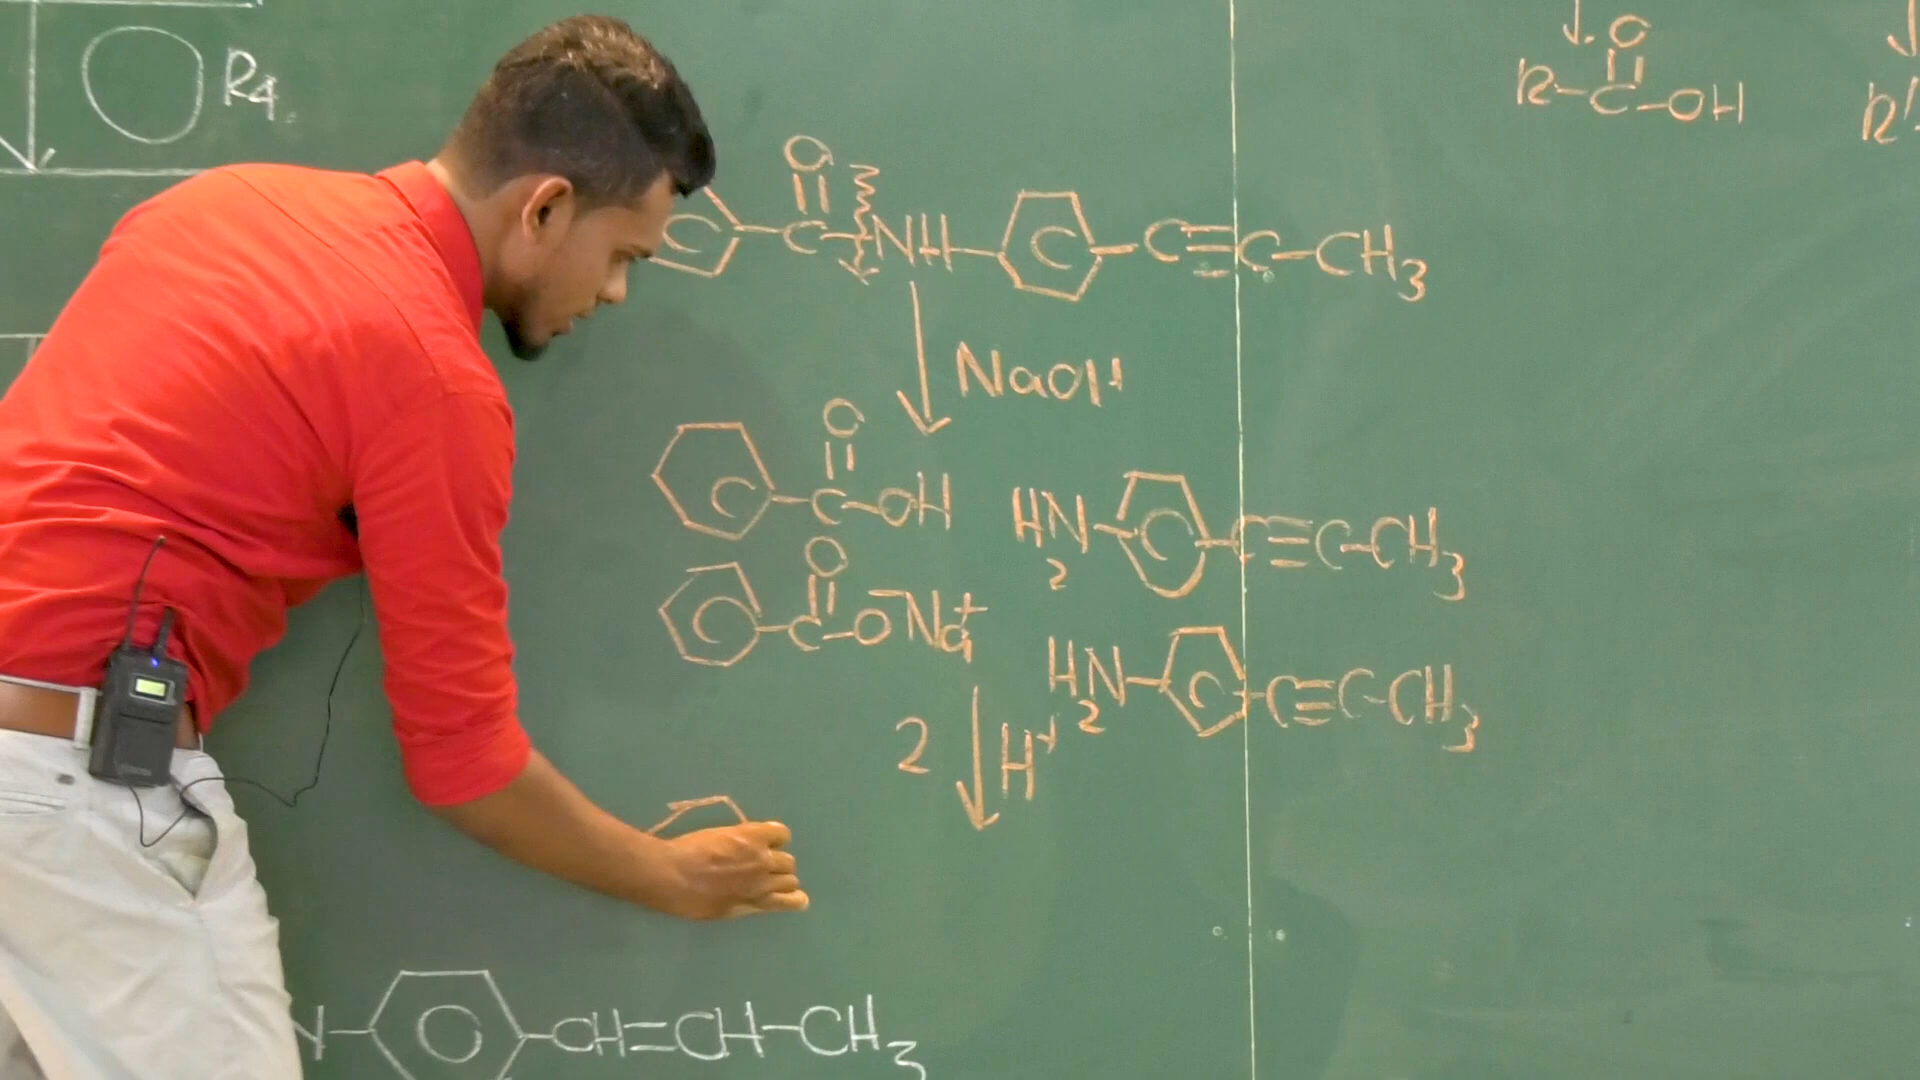 R4
O
R-C-OH
R'
O
C-NH-C≡C-CH3
NaOH
O
C-OH H2N-C≡C-CH3
O
C-O⁻Na⁺ H2N-C≡C-CH3
2 H⁺
N-CH=CH-CH3